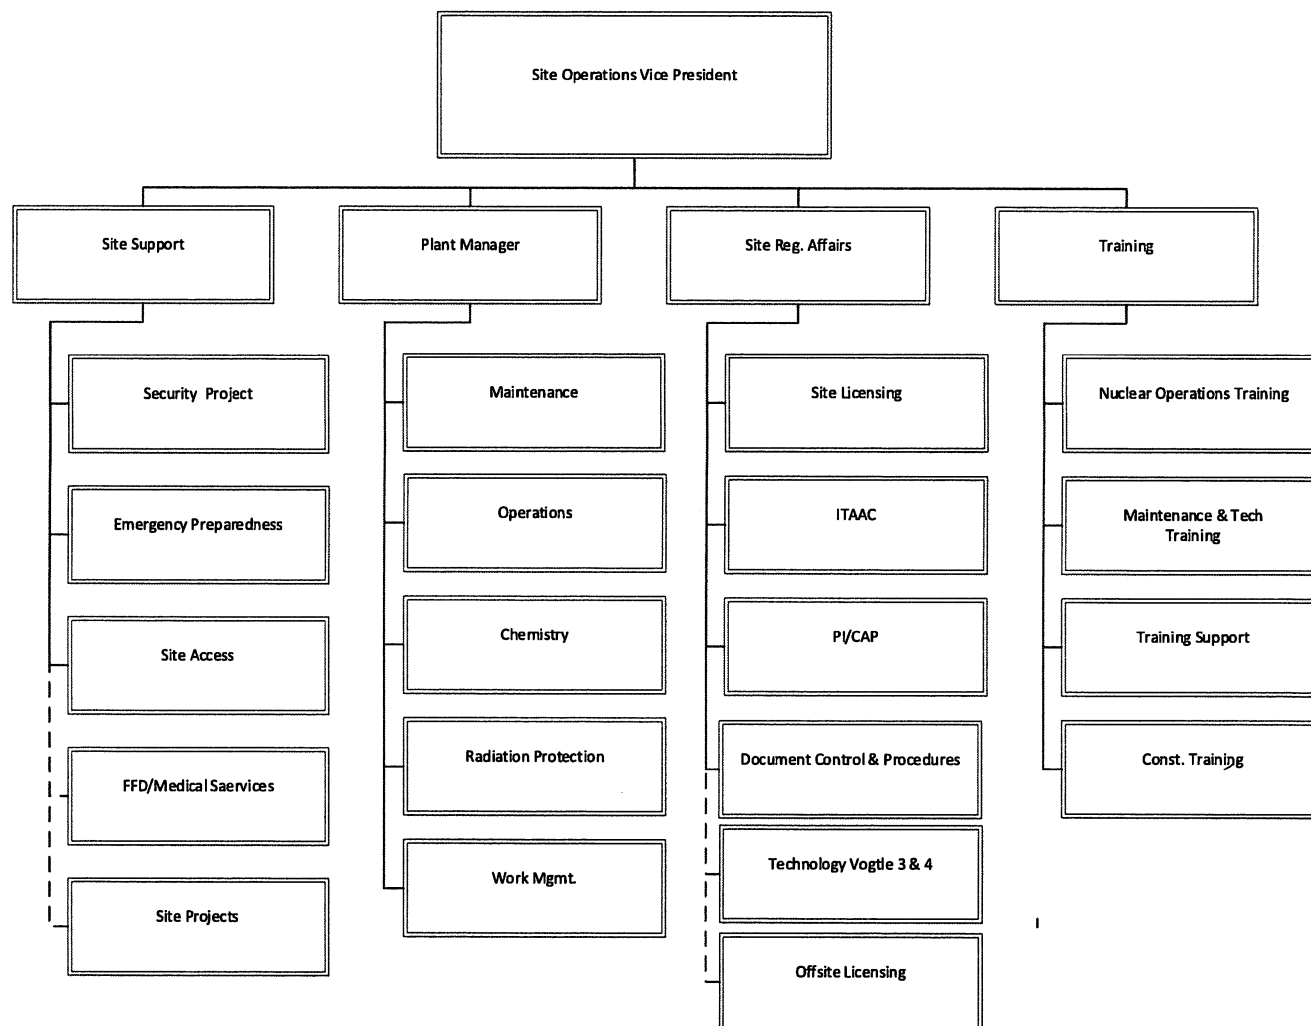 Site Operations Vice President
Site Support
Plant Manager
Site Reg. Affairs
Training
Security Project
Maintenance
Site Licensing
Nuclear Operations Training
Emergency Preparedness
Operations
ITAAC
Maintenance & Tech
Training
Site Access
Chemistry
PI/CAP
Training Support
FFD/Medical Saervices
Radiation Protection
Document Control & Procedures
Const. Training
Site Projects
Work Mgmt.
Technology Vogtle 3 & 4
Offsite Licensing